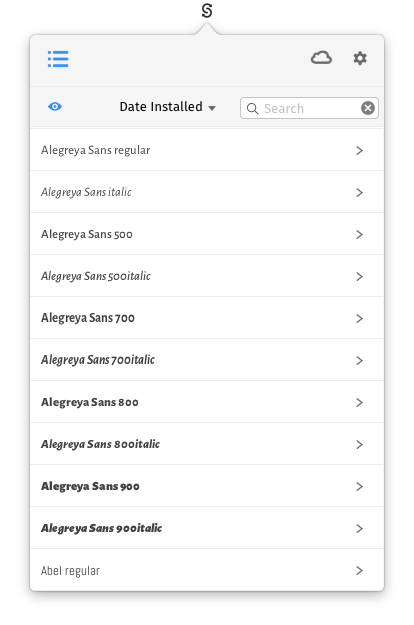 Date Installed
Search
Alegreya Sans regular
Alegreya Sans italic
Alegreya Sans 500
Alegreya Sans 500italic
Alegreya Sans 700
Alegreya Sans 700italic
Alegreya Sans 800
Alegreya Sans 800italic
Alegreya Sans 900
Alegreya Sans 900italic
Abel regular